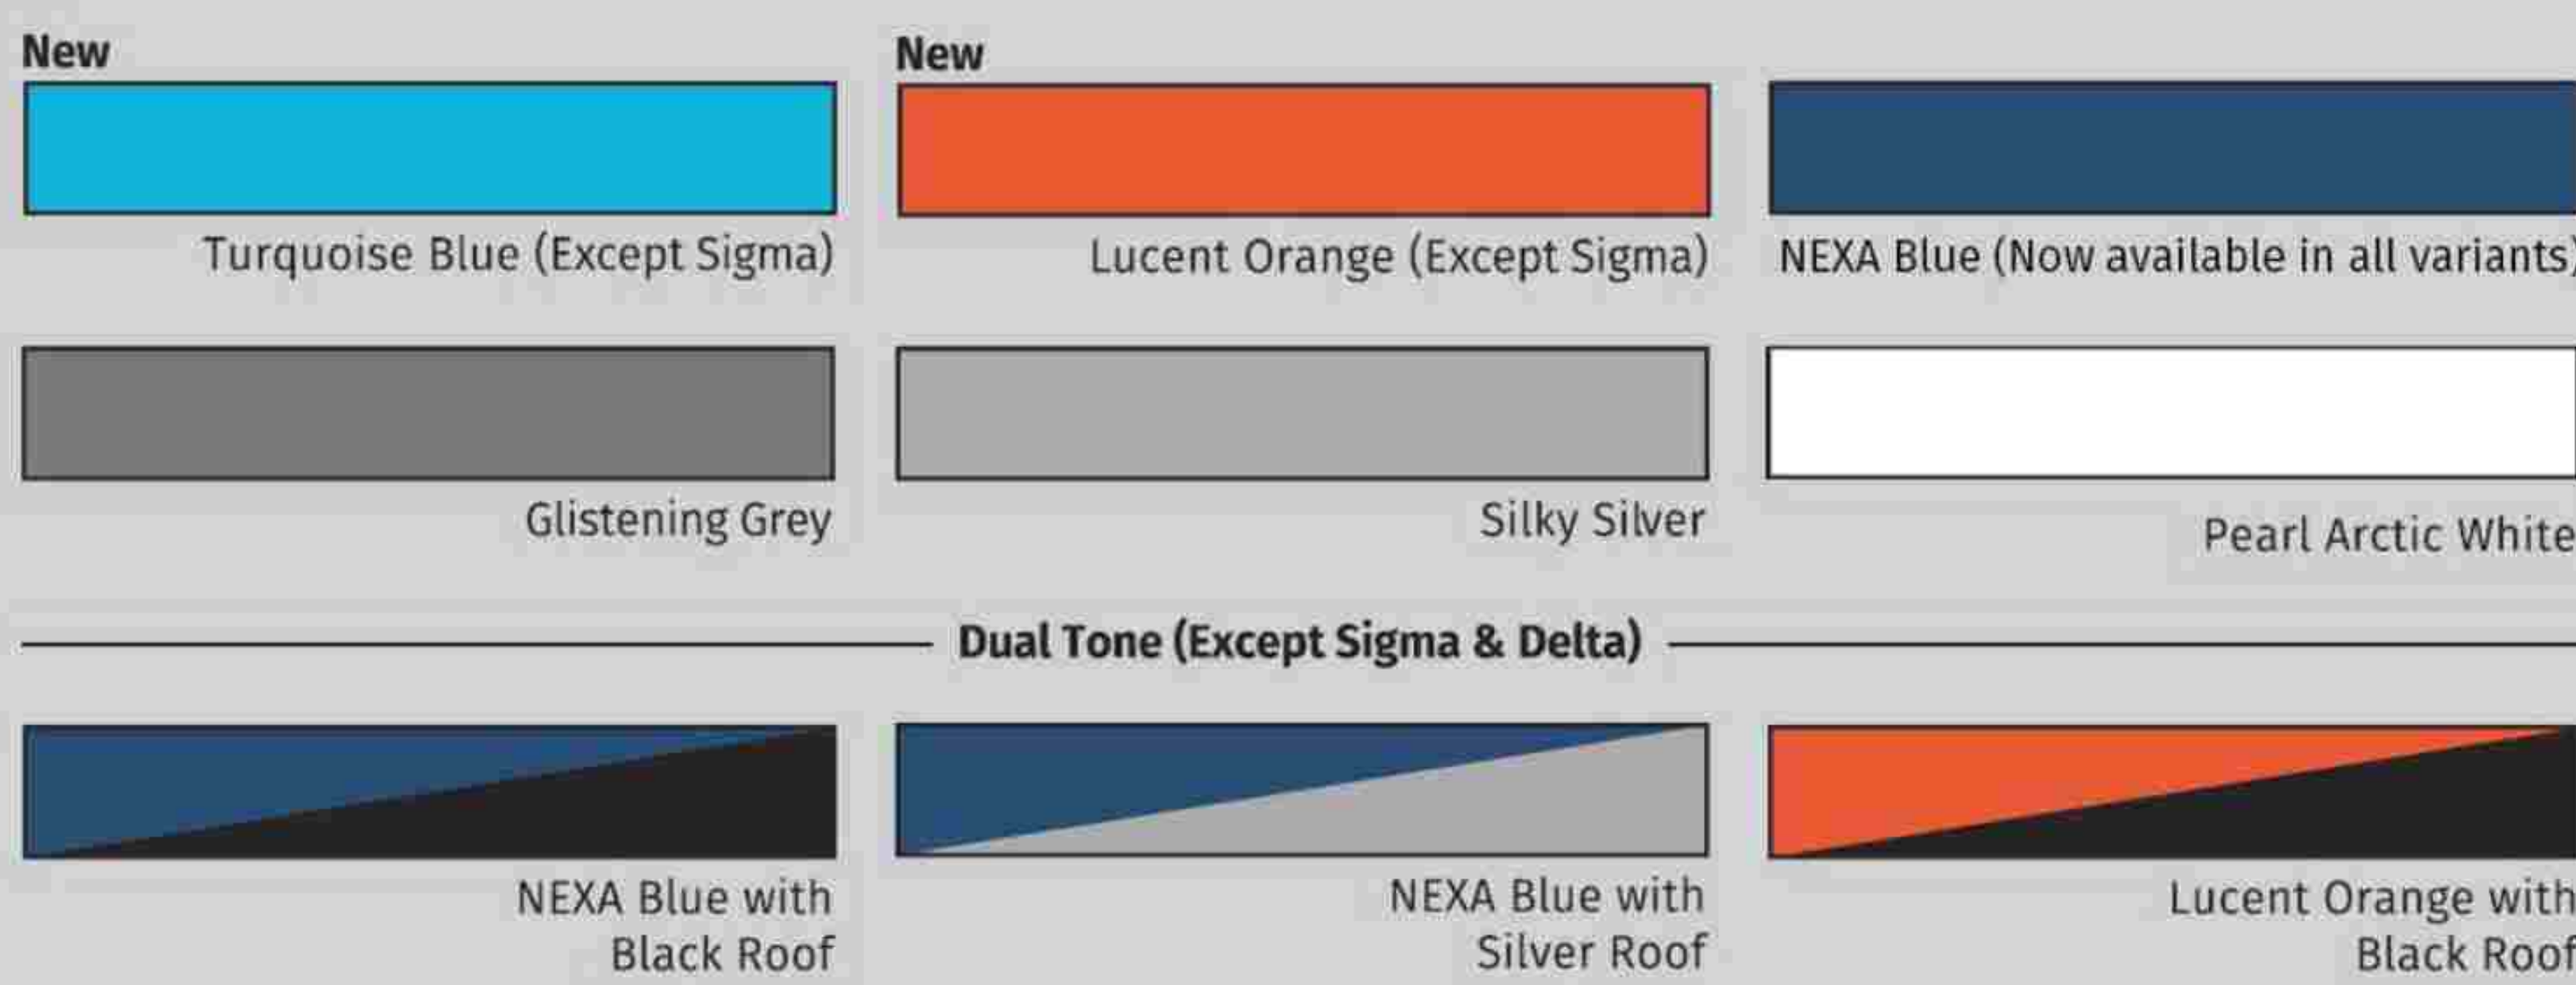 New
New
Turquoise Blue (Except Sigma)
Lucent Orange (Except Sigma)
NEXA Blue (Now available in all variants)
Glistening Grey
Silky Silver
Pearl Arctic White
Dual Tone (Except Sigma & Delta)
NEXA Blue with
Black Roof
NEXA Blue with
Silver Roof
Lucent Orange with
Black Roof